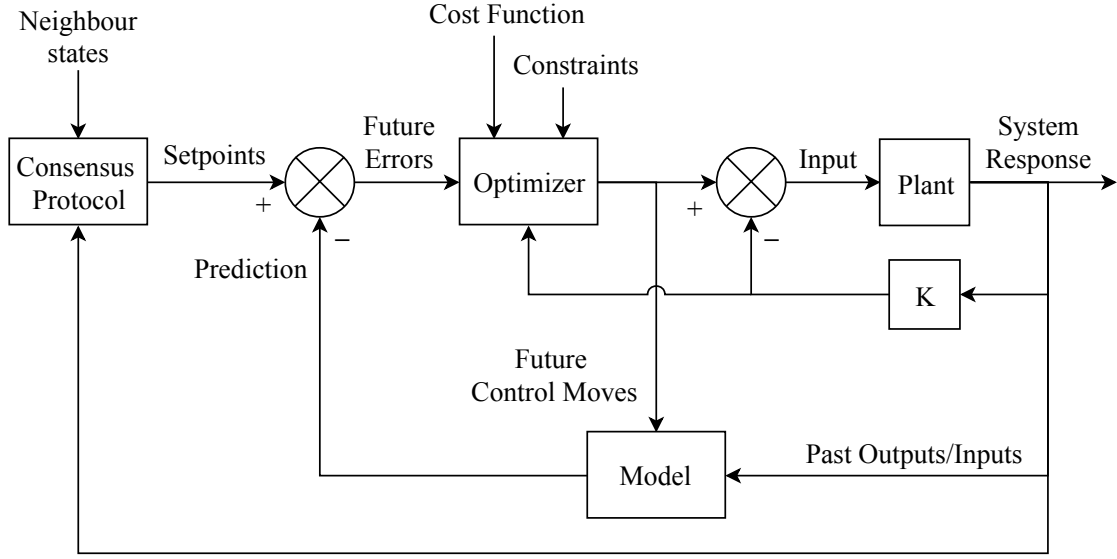 Neighbour
states
Cost Function
Constraints
Consensus
Protocol
Setpoints
+
−
Future
Errors
Optimizer
+
−
Input
Plant
System
Response
Prediction
K
Future
Control Moves
Model
Past Outputs/Inputs